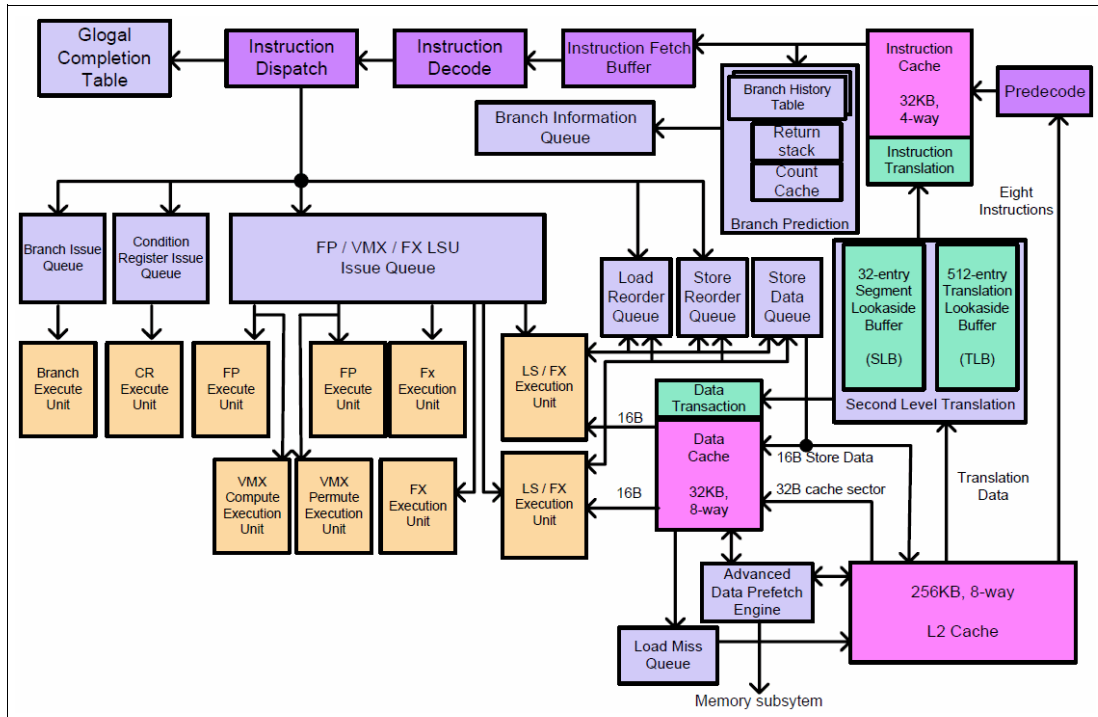 Glogal
Completion
Table
Instruction
Dispatch
Instruction
Decode
Instruction Fetch
Buffer
Instruction
Cache
32KB,
4-way
Instruction
Translation
Predecode
Branch History
Table
Return
stack
Count
Cache
Branch Prediction
Branch Information
Queue
Eight
Instructions
Branch Issue
Queue
Condition
Register Issue
Queue
FP / VMX / FX LSU
Issue Queue
Load
Reorder
Queue
Store
Reorder
Queue
Store
Data
Queue
32-entry
Segment
Lookaside
Buffer
(SLB)
512-entry
Translation
Lookaside
Buffer
(TLB)
Second Level Translation
Branch
Execute
Unit
CR
Execute
Unit
FP
Execute
Unit
FP
Execute
Unit
Fx
Execution
Unit
LS / FX
Execution
Unit
Data
Transaction
16B
Data
Cache
32KB,
8-way
16B Store Data
32B cache sector
Translation
Data
VMX
Compute
Execution
Unit
VMX
Permute
Execution
Unit
FX
Execution
Unit
LS / FX
Execution
Unit
16B
Advanced
Data Prefetch
Engine
256KB, 8-way
L2 Cache
Load Miss
Queue
Memory subsytem